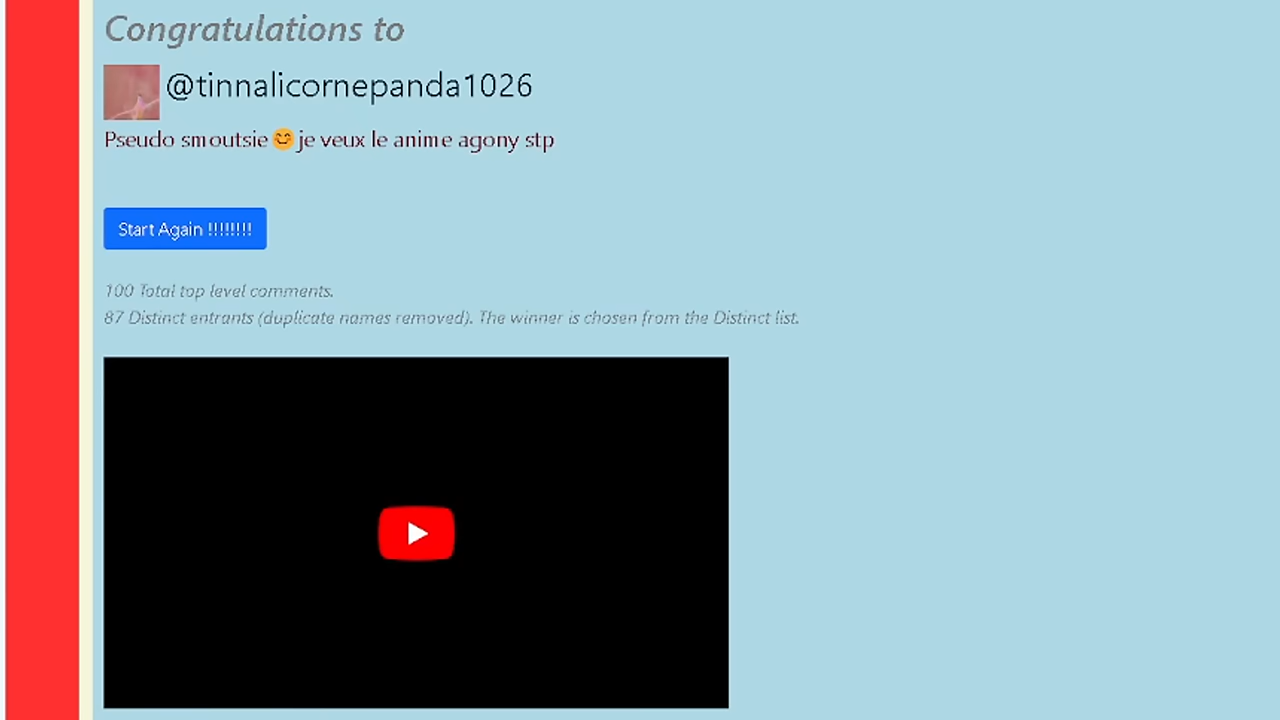 Congratulations to
@tinnalicornepanda1026
Pseudo smoutsie😊je veux le anime agony stp
Start Again !!!!!!!!
100 Total top level comments.
87 Distinct entrants (duplicate names removed). The winner is chosen from the Distinct list.